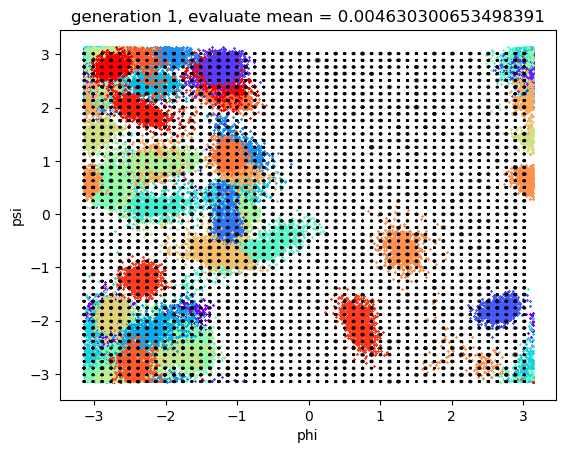 generation 1, evaluate mean = 0.004630300653498391
psi
3
2
1
0
−1
−2
−3
−3 −2 −1 0 1 2 3
phi